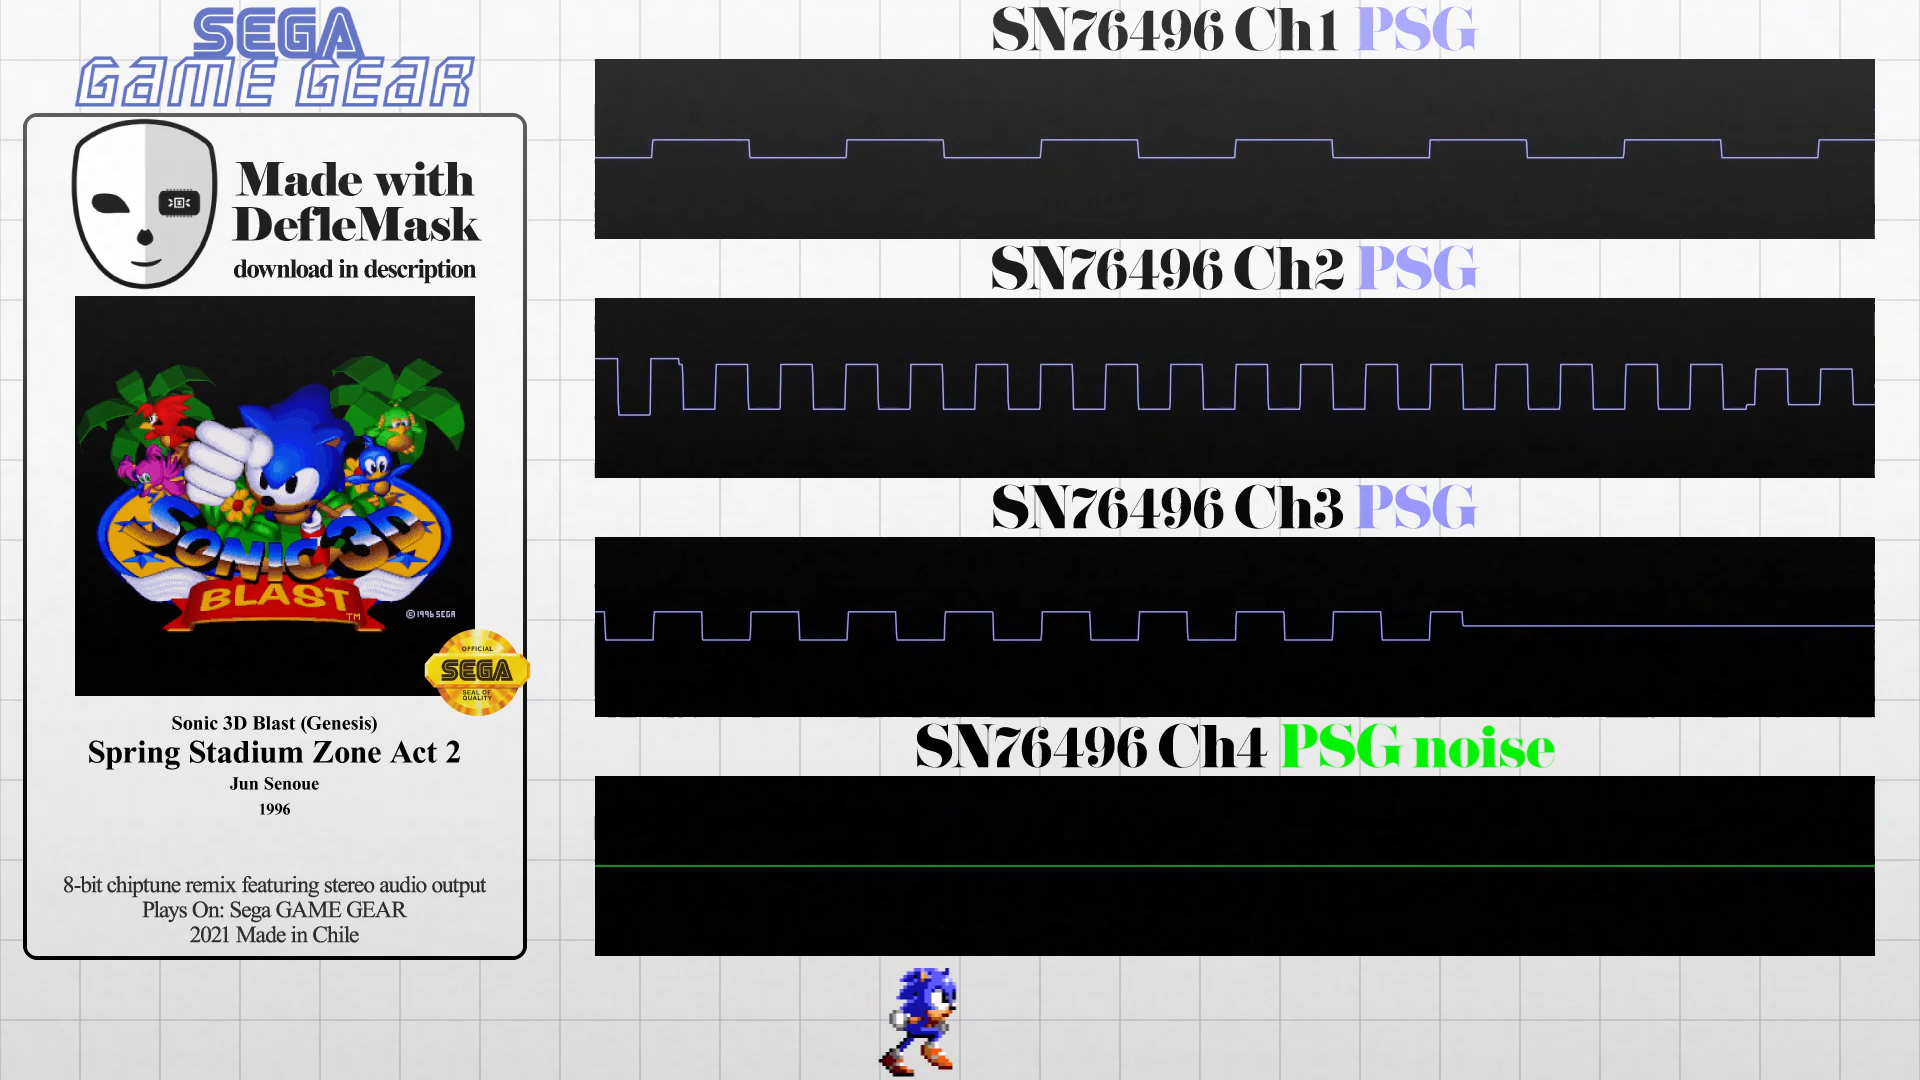 SEGA
GAME GEAR
Made with
DefleMask
download in description
SONIC 3D
BLAST TM
©1996 SEGA
OFFICIAL
SEGA
SEAL OF
QUALITY
Sonic 3D Blast (Genesis)
Spring Stadium Zone Act 2
Jun Senoue
1996
8-bit chiptune remix featuring stereo audio output
Plays On: Sega GAME GEAR
2021 Made in Chile
SN76496 Ch1 PSG
SN76496 Ch2 PSG
SN76496 Ch3 PSG
SN76496 Ch4 PSG noise